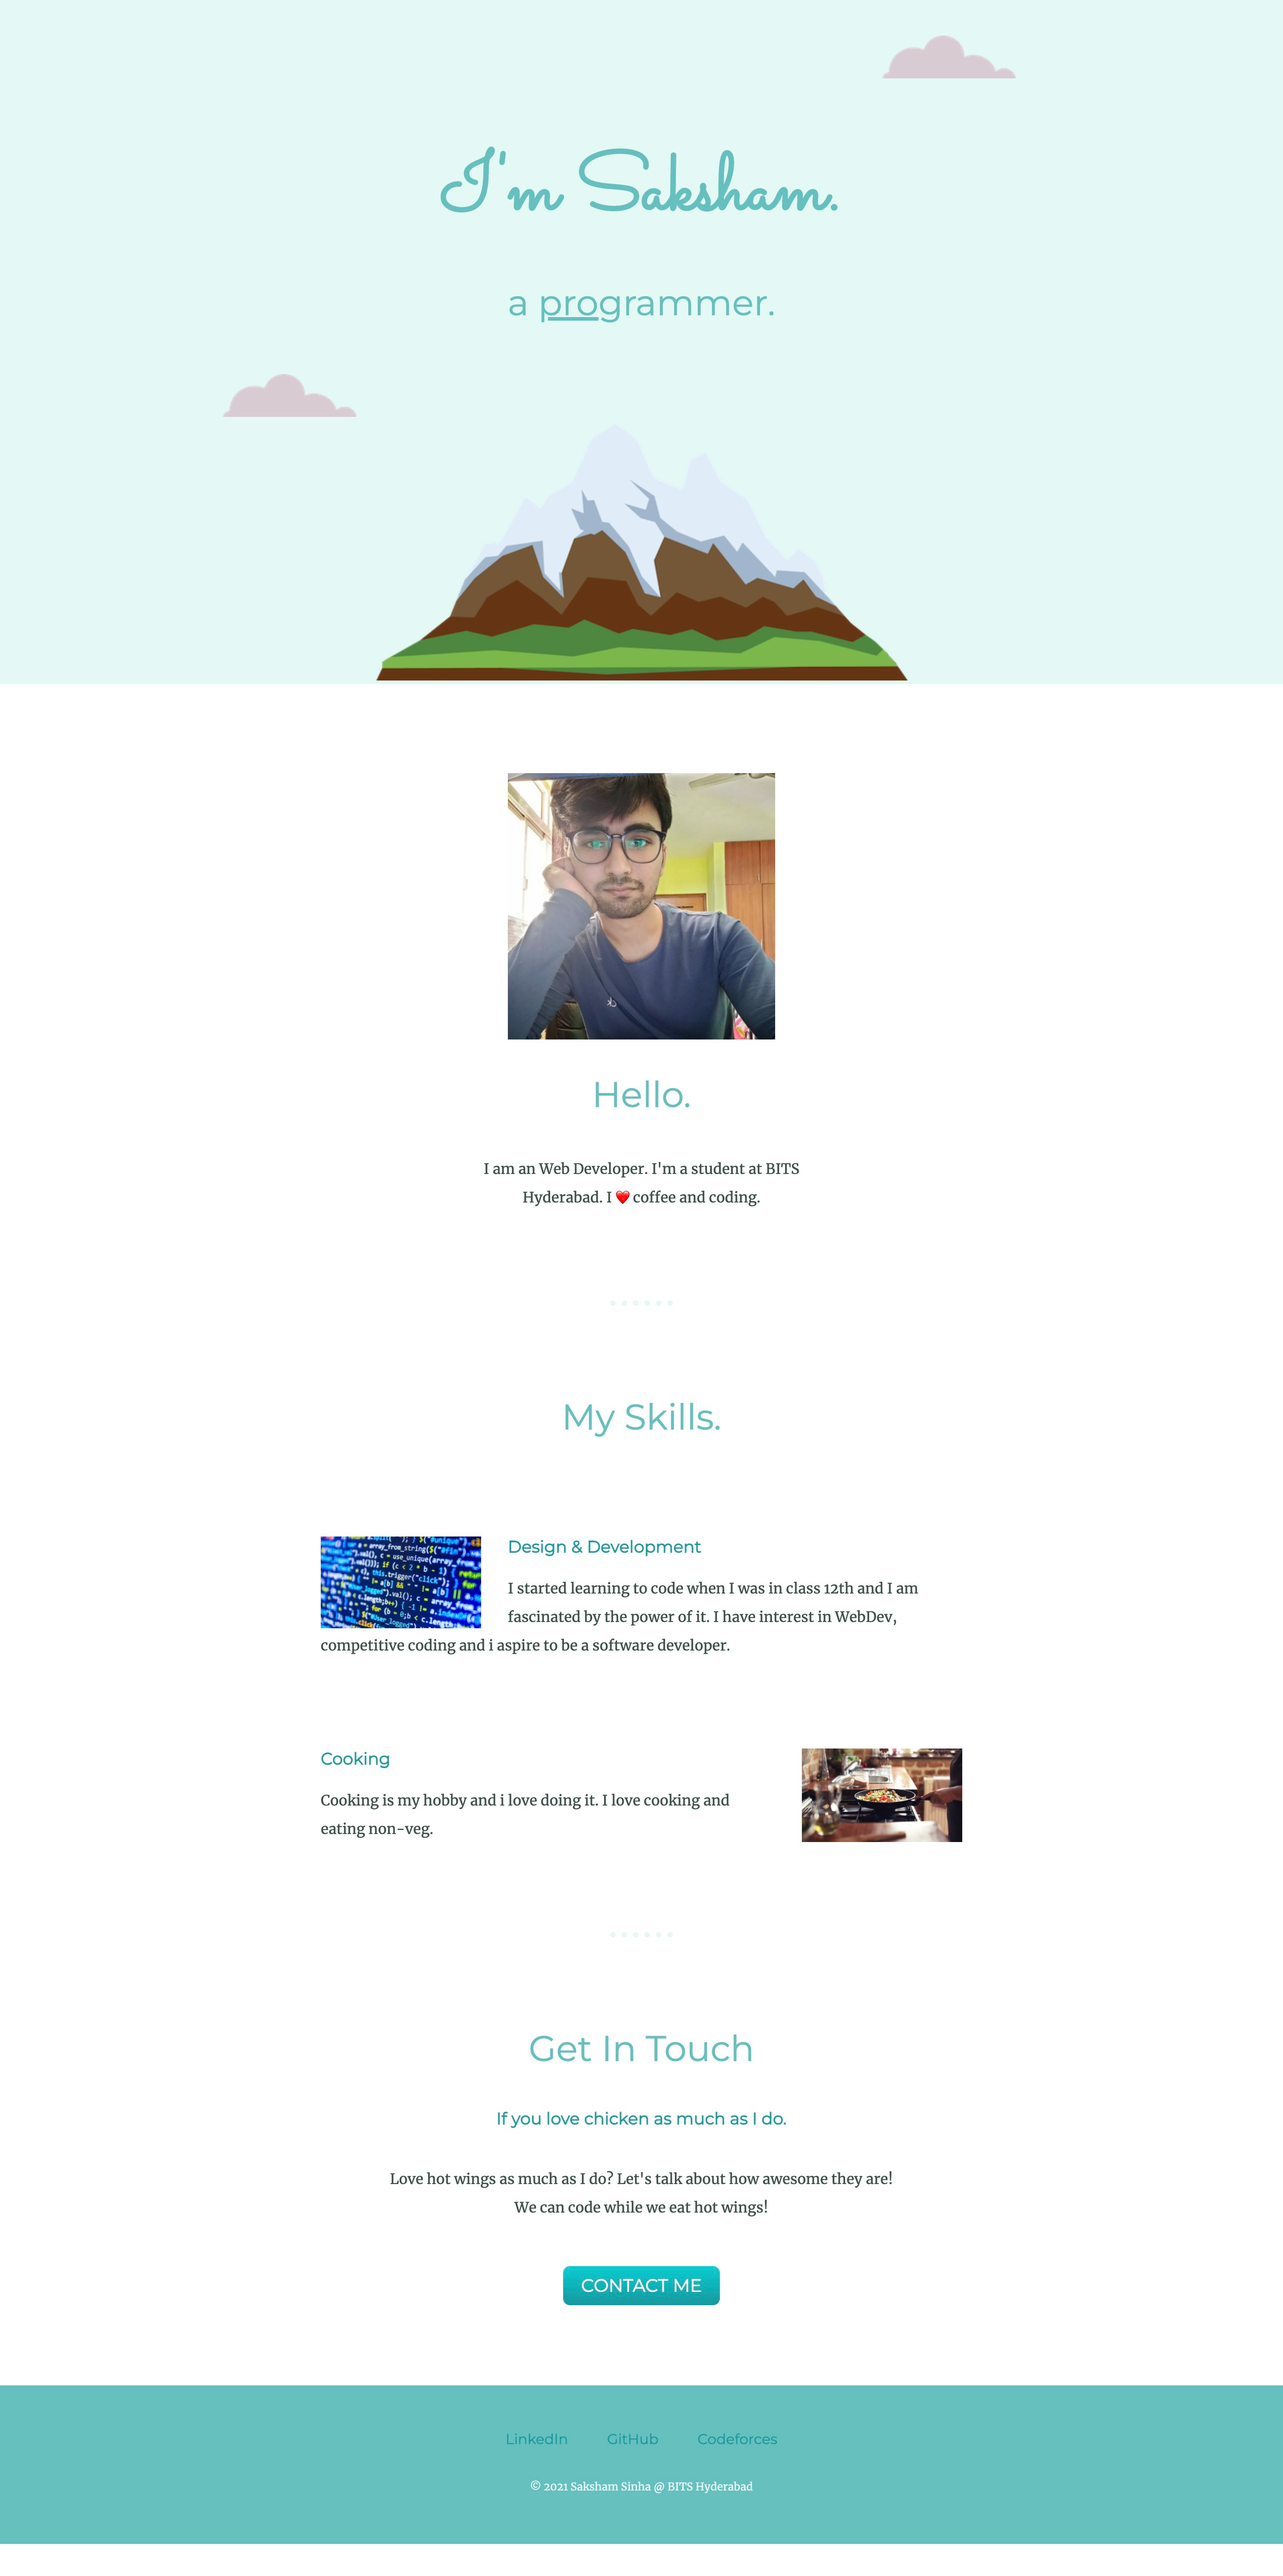 I'm Saksham.
a programmer.
Hello.
I am an Web Developer. I'm a student at BITS
Hyderabad. I ❤️ coffee and coding.
My Skills.
Design & Development
I started learning to code when I was in class 12th and I am
fascinated by the power of it. I have interest in WebDev,
competitive coding and i aspire to be a software developer.
Cooking
Cooking is my hobby and i love doing it. I love cooking and
eating non-veg.
Get In Touch
If you love chicken as much as I do.
Love hot wings as much as I do? Let's talk about how awesome they are!
We can code while we eat hot wings!
CONTACT ME
LinkedIn GitHub Codeforces
© 2021 Saksham Sinha @ BITS Hyderabad